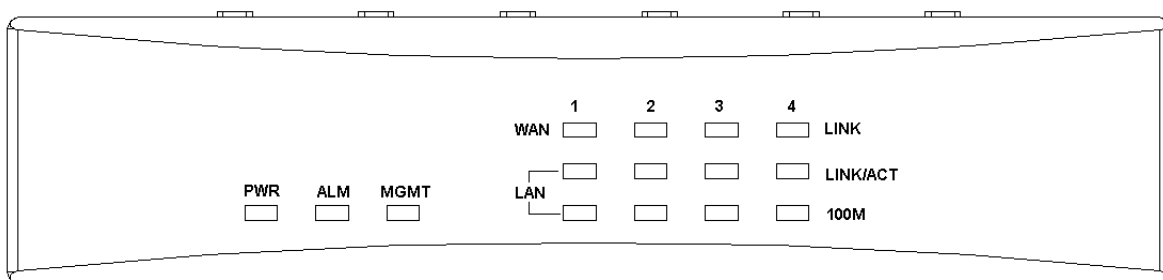 1 2 3 4
WAN LINK
LINK/ACT
PWR ALM MGMT LAN
100M